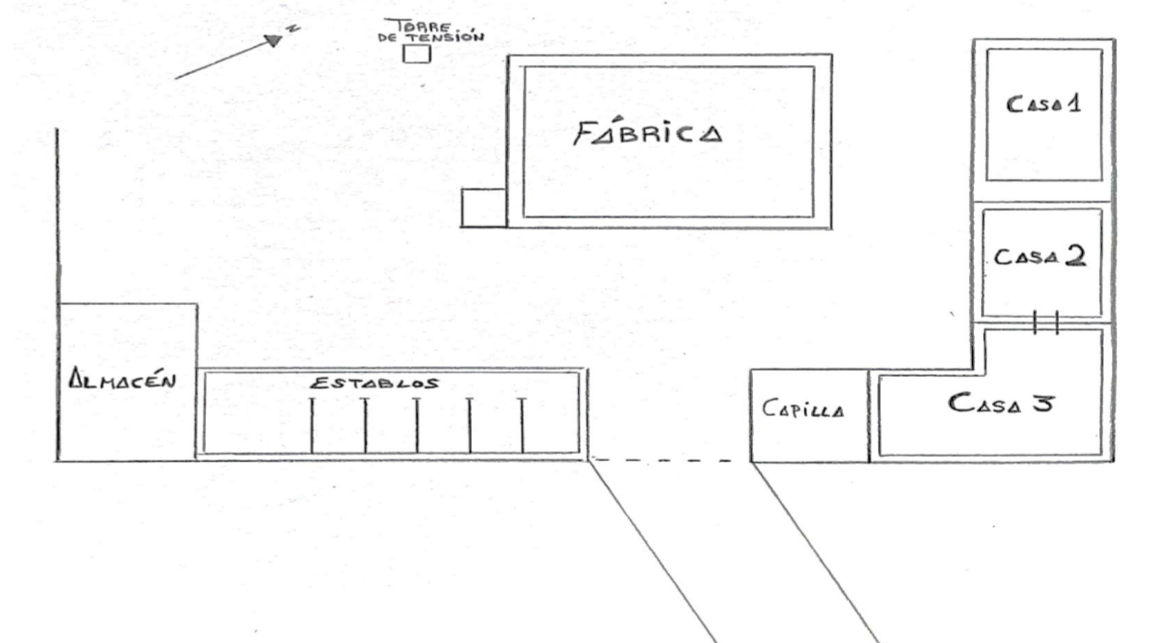 N
TORRE
DE TENSIÓN
FÁBRICA
CASA 1
CASA 2
ALMACÉN
ESTABLOS
CAPILLA
CASA 3